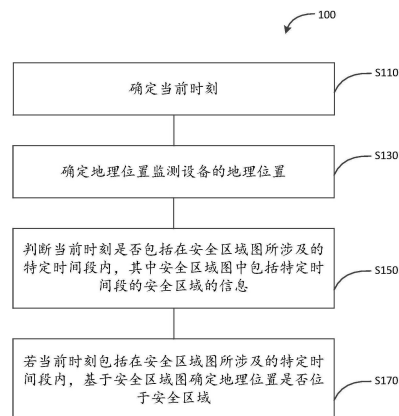 100
确定当前时刻
S110
确定地理位置监测设备的地理位置
S130
判断当前时刻是否包括在安全区域图所涉及的
特定时间段内，其中安全区域图中包括特定时
间段的安全区域的信息
S150
若当前时刻包括在安全区域图所涉及的特定时
间段内，基于安全区域图确定地理位置是否位
于安全区域
S170